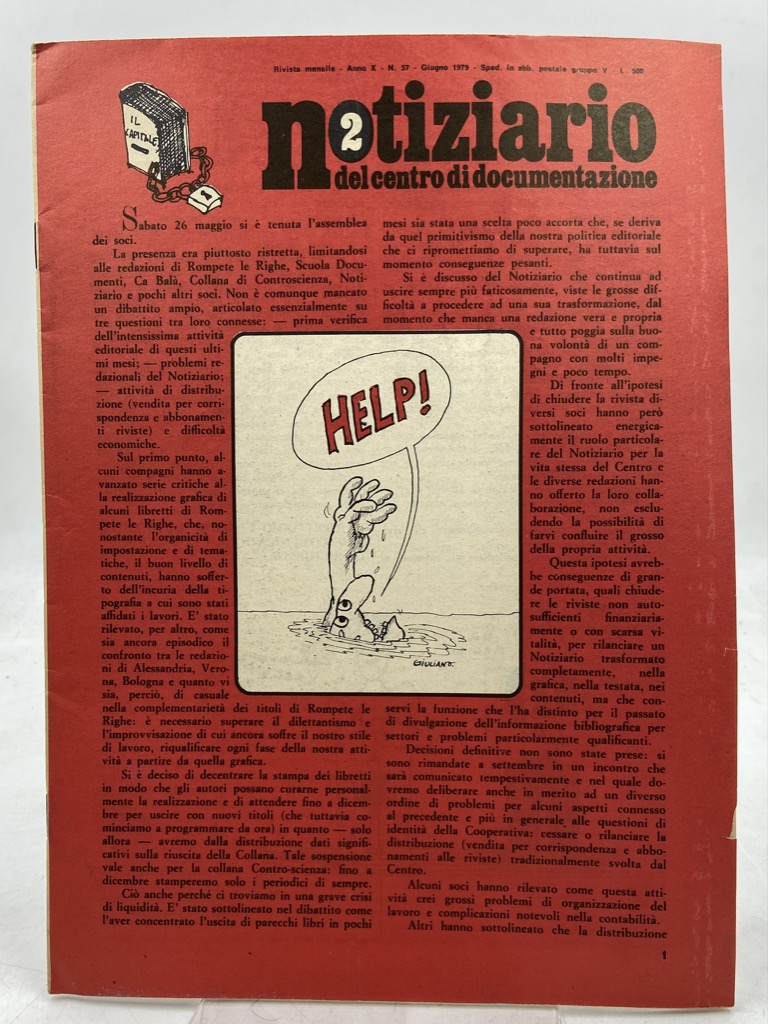 Rivista mensile - Anno X - N. 57 - Giugno 1979 - Sped. in abb. postale gruppo V - L. 500
IL
CAPITALE
1
notiziario
2
del centro di documentazione
Sabato 26 maggio si è tenuta l'assemblea
dei soci.
La presenza era piuttosto ristretta, limitandosi
alle redazioni di Rompete le Righe, Scuola Docu-
menti, Ca Balà, Collana di Controscienza, Noti-
ziario e pochi altri soci. Non è comunque mancato
un dibattito ampio, articolato essenzialmente su
tre questioni tra loro connesse: — prima verifica
dell'intensissima attività
editoriale di questi ulti-
mi mesi; — problemi re-
dazionali del Notiziario;
— attività di distribu-
zione (vendita per corri-
spondenza e abbonamen-
ti riviste) e difficoltà
economiche.
Sul primo punto, al-
cuni compagni hanno a-
vanzato serie critiche al-
la realizzazione grafica di
alcuni libretti di Rom-
pete le Righe, che, no-
nostante l'organicità di
impostazione e di tema-
tiche, il buon livello di
contenuti, hanno soffer-
to dell'incuria della ti-
pografia a cui sono stati
affidati i lavori. E' stato
rilevato, per altro, come
sia ancora episodico il
confronto tra le redazio-
ni di Alessandria, Vero-
na, Bologna e quanto vi
sia, perciò, di casuale
nella complementarietà dei titoli di Rompete le
Righe: è necessario superare il dilettantismo e
l'improvvisazione di cui ancora soffre il nostro stile
di lavoro, riqualificare ogni fase della nostra atti-
vità a partire da quella grafica.
Si è deciso di decentrare la stampa dei libretti
in modo che gli autori possano curarne personal-
mente la realizzazione e di attendere fino a dicem-
bre per uscire con nuovi titoli (che tuttavia co-
minciamo a programmare da ora) in quanto — solo
allora — avremo dalla distribuzione dati signifi-
cativi sulla riuscita della Collana. Tale sospensione
vale anche per la collana Contro-scienza: fino a
dicembre stamperemo solo i periodici di sempre.
Ciò anche perché ci troviamo in una grave crisi
di liquidità. E' stato sottolineato nel dibattito come
l'aver concentrato l'uscita di parecchi libri in pochi
mesi sia stata una scelta poco accorta che, se deriva
da quel primitivismo della nostra politica editoriale
che ci ripromettiamo di superare, ha tuttavia sul
momento conseguenze pesanti.
Si è discusso del Notiziario che continua ad
uscire sempre più faticosamente, viste le grosse dif-
ficoltà a procedere ad una sua trasformazione, dal
momento che manca una redazione vera e propria
e tutto poggia sulla buo-
na volontà di un com-
pagno con molti impe-
gni e poco tempo.
Di fronte all'ipotesi
di chiudere la rivista di-
versi soci hanno però
sottolineato energica-
mente il ruolo particola-
re del Notiziario per la
vita stessa del Centro e
le diverse redazioni han-
no offerto la loro colla-
borazione, non esclu-
dendo la possibilità di
farvi confluire il grosso
della propria attività.
Questa ipotesi avreb-
be conseguenze di gran-
de portata, quali chiude-
re le riviste non auto-
sufficienti finanziaria-
mente o con scarsa vi-
talità, per rilanciare un
Notiziario trasformato
completamente, nella
grafica, nella testata, nei
contenuti, ma che con-
servi la funzione che l'ha distinto per il passato
di divulgazione dell'informazione bibliografica per
settori e problemi particolarmente qualificanti.
Decisioni definitive non sono state prese: si
sono rimandate a settembre in un incontro che
sarà comunicato tempestivamente e nel quale do-
vremo deliberare anche in merito ad un diverso
ordine di problemi per alcuni aspetti connesso
al precedente e più in generale alle questioni di
identità della Cooperativa: cessare o rilanciare la
distribuzione (vendita per corrispondenza e abbo-
namenti alle riviste) tradizionalmente svolta dal
Centro.
Alcuni soci hanno rilevato come questa atti-
vità crei grossi problemi di organizzazione del
lavoro e complicazioni notevoli nella contabilità.
Altri hanno sottolineato che la distribuzione
HELP!
GIULIANO.
1